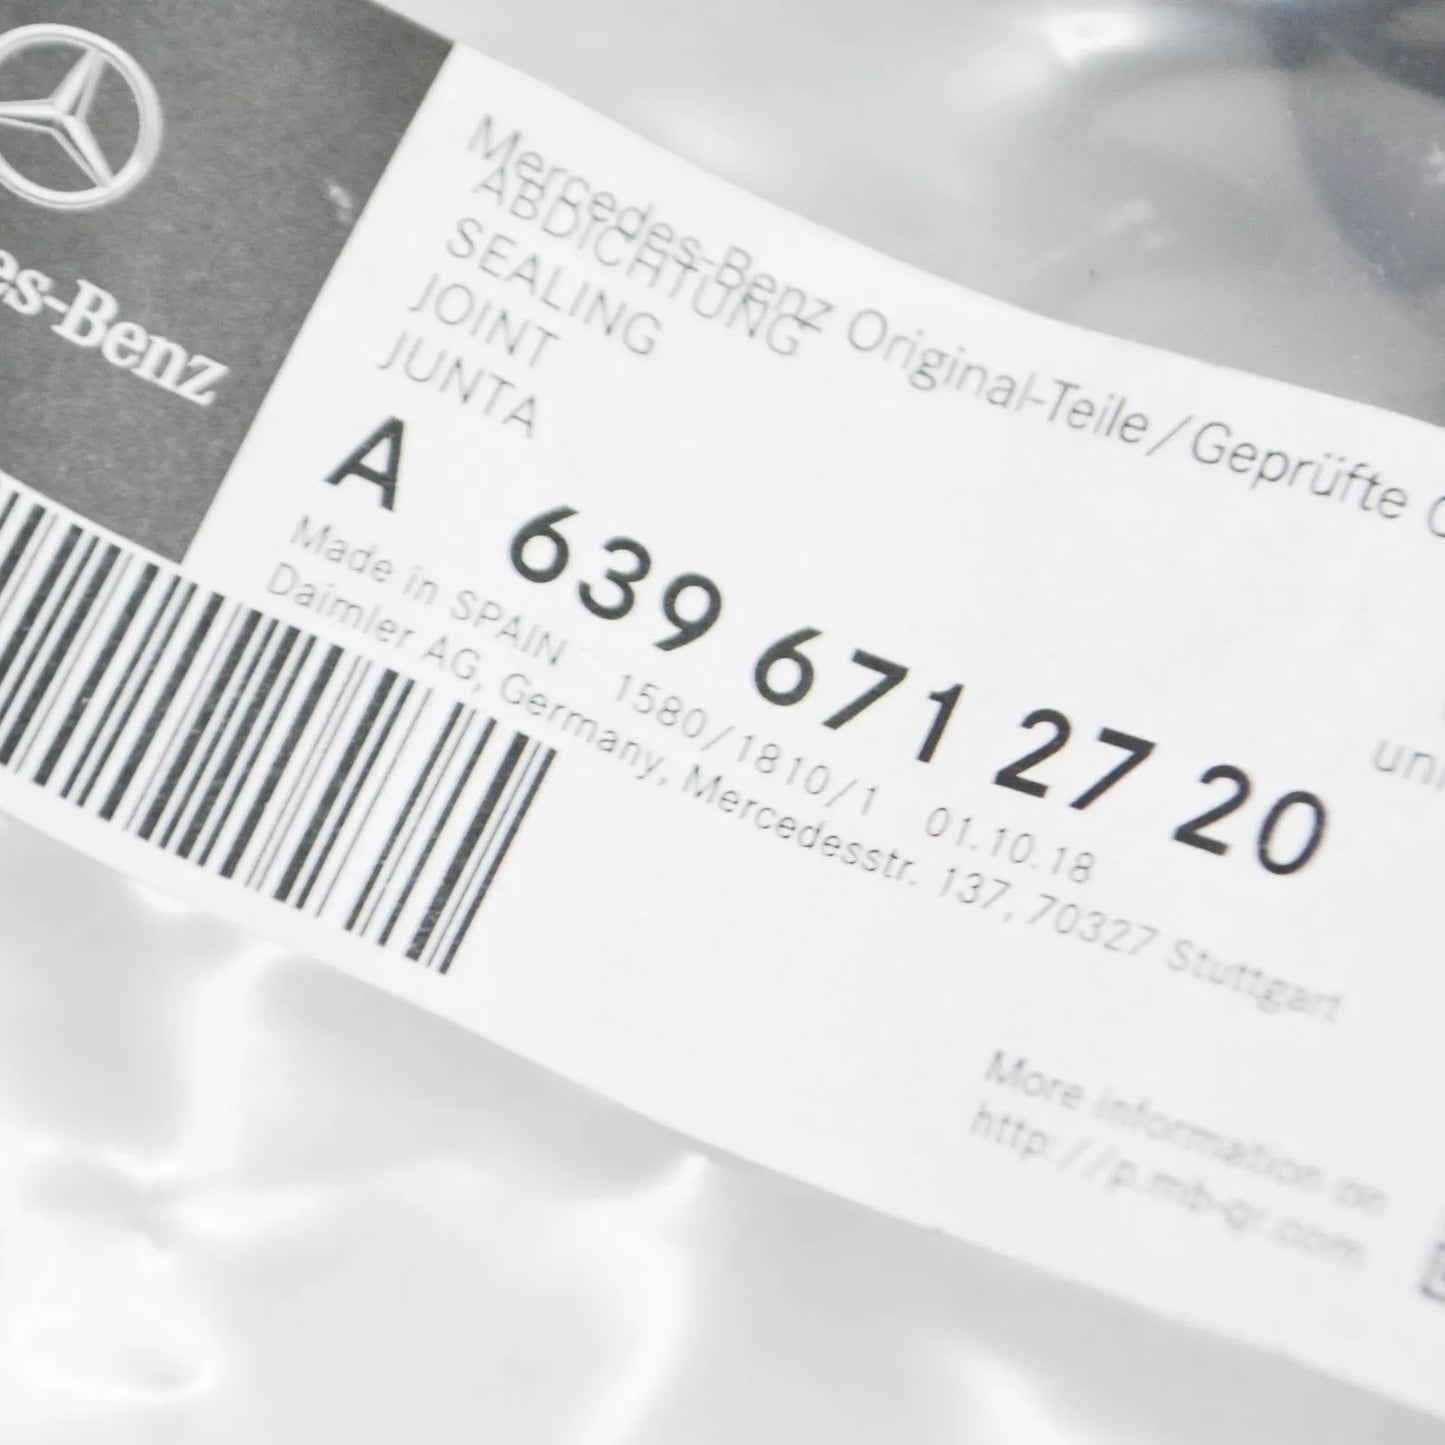 es-Benz
Mercedes-Benz Original-Teile/Geprüfte
ABDICHTUNG
SEALING
JOINT
JUNTA
A 639 671 27 20
Made in SPAIN 1580/1810/1 01.10.18
Daimler AG, Germany, Mercedesstr. 137, 70327 Stuttgart
More information on
http://p.mb-qr.com